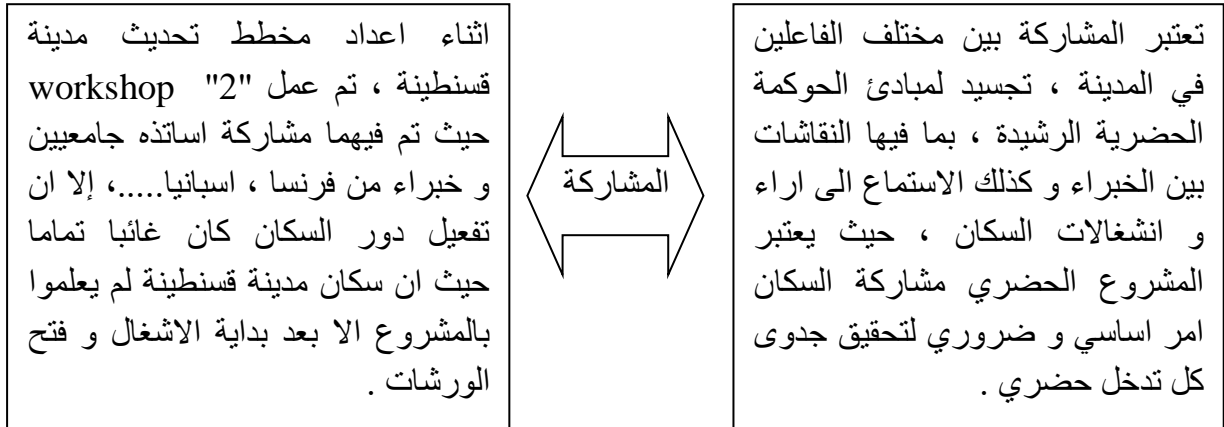 تعتبر المشاركة بين مختلف الفاعلين
في المدينة ، تجسيد لمبادئ الحوكمة
الحضرية الرشيدة ، بما فيها النقاشات
بين الخبراء و كذلك الاستماع الى اراء
و انشغالات السكان ، حيث يعتبر
المشروع الحضري مشاركة السكان
امر اساسي و ضروري لتحقيق جدوى
كل تدخل حضري .
المشاركة
اثناء اعداد مخطط تحديث مدينة
قسنطينة ، تم عمل "2" workshop
حيث تم فيهما مشاركة اساتذه جامعيين
و خبراء من فرنسا ، اسبانيا.....، إلا ان
تفعيل دور السكان كان غائبا تماما
حيث ان سكان مدينة قسنطينة لم يعلموا
بالمشروع الا بعد بداية الاشغال و فتح
الورشات .